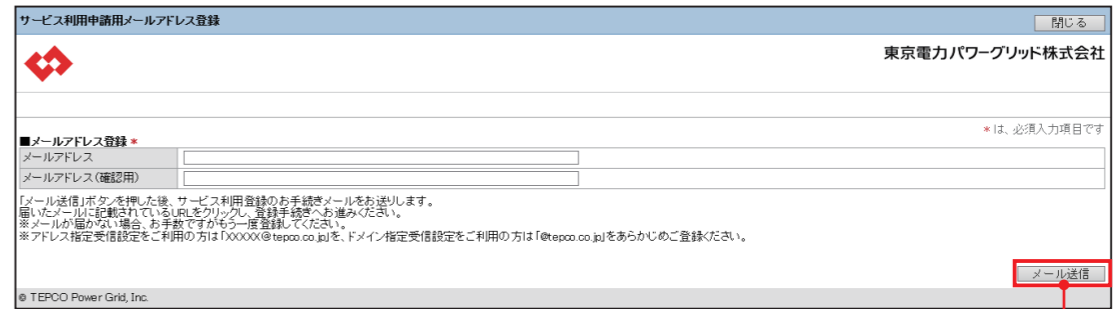 サービス利用申請用メールアドレス登録
閉じる
東京電力パワーグリッド株式会社
*は、必須入力項目です
■メールアドレス登録 *
メールアドレス
メールアドレス(確認用)
「メール送信」ボタンを押した後、サービス利用登録のお手続きメールをお送りします。
届いたメールに記載されているURLをクリックし、登録手続きへお進みください。
※メールが届かない場合、お手数ですがもう一度登録してください。
※アドレス指定受信設定をご利用の方は「XXXXX@tepco.co.jp」を、ドメイン指定受信設定をご利用の方は「@tepco.co.jp」をあらかじめご登録ください。
メール送信
© TEPCO Power Grid, Inc.